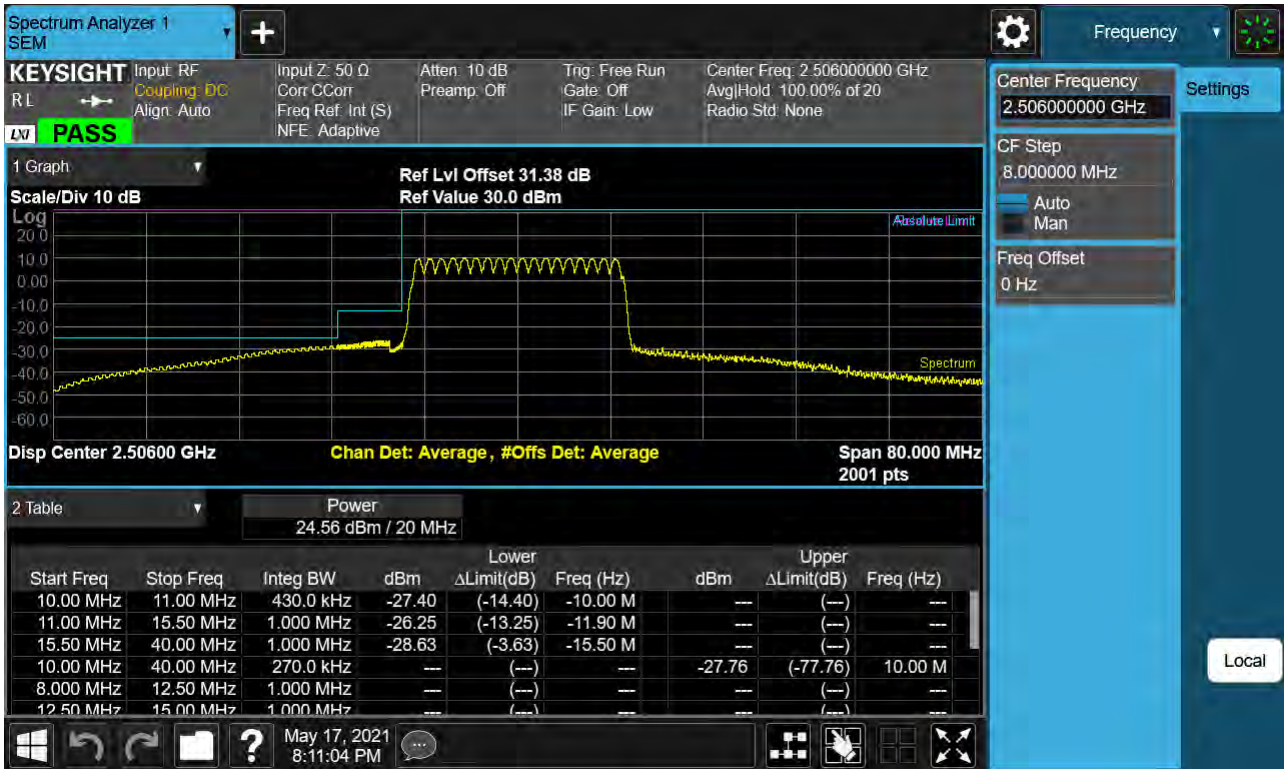 Spectrum Analyzer 1
SEM
Frequency
KEYSIGHT
RL
LXI
PASS
Input: RF
Coupling: DC
Align: Auto
Input Z: 50 Ω
Corr CCorr
Freq Ref: Int (S)
NFE: Adaptive
Atten: 10 dB
Preamp: Off
Trig: Free Run
Gate: Off
IF Gain: Low
Center Freq: 2.506000000 GHz
Avg|Hold: 100.00% of 20
Radio Std: None
Center Frequency
2.506000000 GHz
Settings
CF Step
8.000000 MHz
Auto
Man
Freq Offset
0 Hz
Local
1 Graph
Scale/Div 10 dB
Ref Lvl Offset 31.38 dB
Ref Value 30.0 dBm
Log
20.0
10.0
0.00
-10.0
-20.0
-30.0
-40.0
-50.0
-60.0
Absolute Limit
Spectrum
Disp Center 2.50600 GHz
Chan Det: Average, #Offs Det: Average
Span 80.000 MHz
2001 pts
2 Table
Power
24.56 dBm / 20 MHz
Lower Upper
Start Freq Stop Freq Integ BW dBm ΔLimit(dB) Freq (Hz) dBm ΔLimit(dB) Freq (Hz)
10.00 MHz 11.00 MHz 430.0 kHz -27.40 (-14.40) -10.00 M --- (---) ---
11.00 MHz 15.50 MHz 1.000 MHz -26.25 (-13.25) -11.90 M --- (---) ---
15.50 MHz 40.00 MHz 1.000 MHz -28.63 (-3.63) -15.50 M --- (---) ---
10.00 MHz 40.00 MHz 270.0 kHz --- (---) --- -27.76 (-77.76) 10.00 M
8.000 MHz 12.50 MHz 1.000 MHz --- (---) --- --- (---) ---
12.50 MHz 15.00 MHz 1.000 MHz --- (---) --- --- (---) ---
?
May 17, 2021
8:11:04 PM